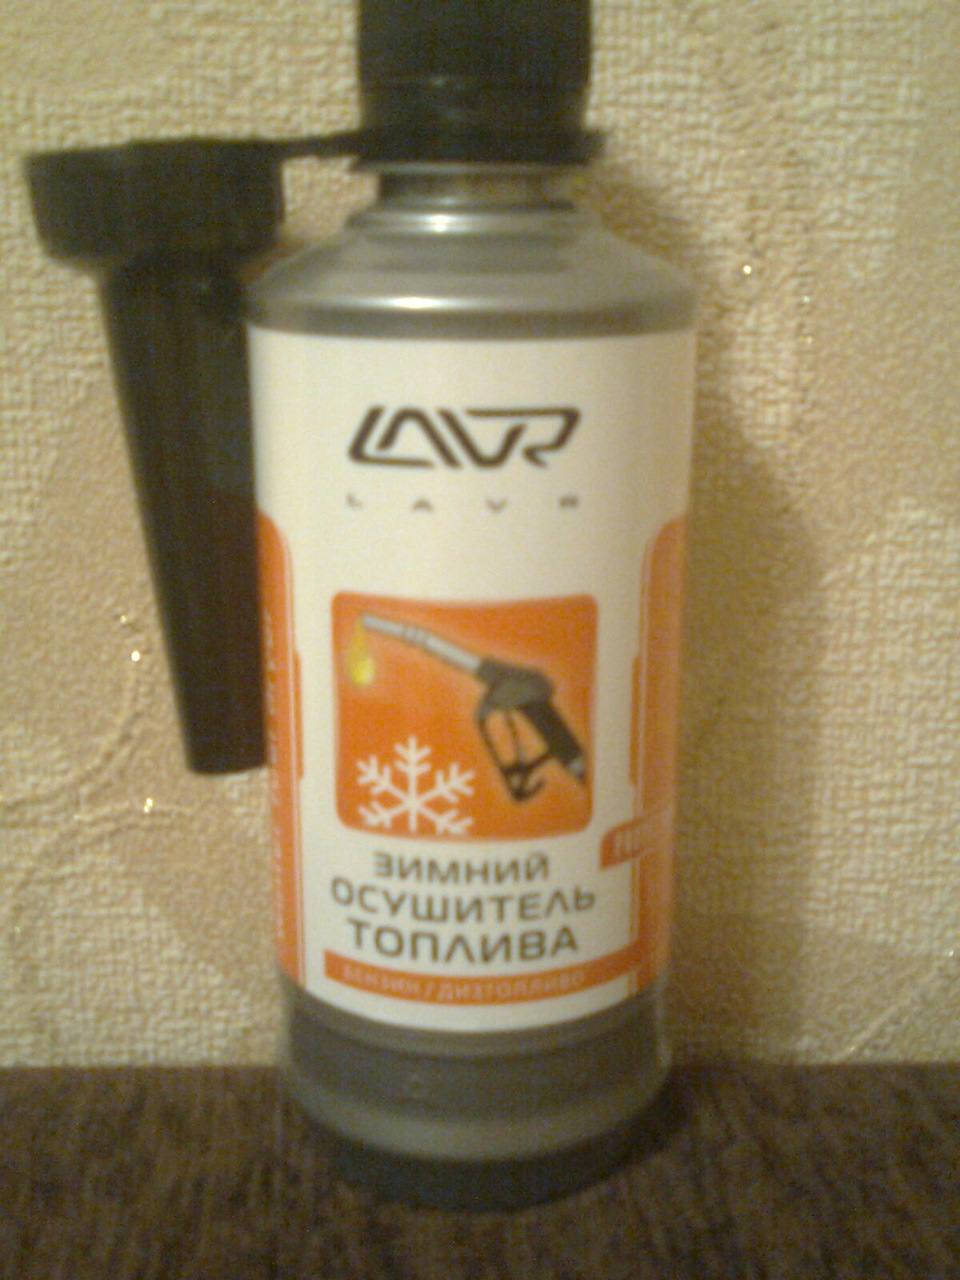 LAVR
LAVR
ЗИМНИЙ
ОСУШИТЕЛЬ
ТОПЛИВА
БЕНЗИН / ДИЗТОПЛИВО